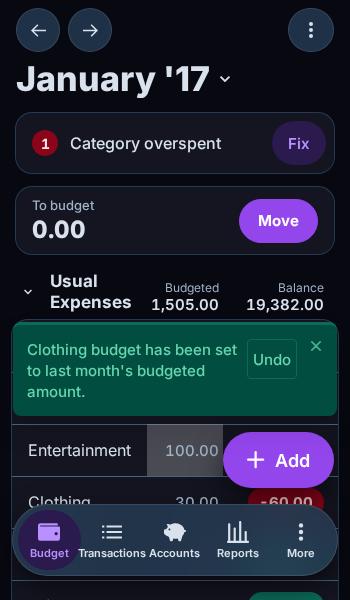 January '17
1 Category overspent Fix
To budget
0.00 Move
Usual Expenses Budgeted 1,505.00 Balance 19,382.00
Clothing budget has been set
to last month's budgeted
amount.
Undo
Entertainment 100.00
+ Add
Clothing 30.00 -60.00
Budget Transactions Accounts Reports More